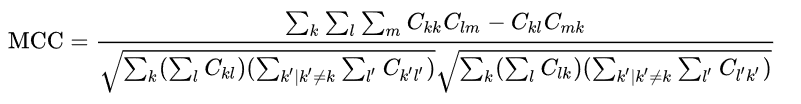 MCC = \frac{\sum_k \sum_l \sum_m C_{kk} C_{lm} - C_{kl} C_{mk}}{\sqrt{\sum_k (\sum_l C_{kl}) (\sum_{k'|k' \neq k} \sum_{l'} C_{k'l'})} \sqrt{\sum_k (\sum_l C_{lk}) (\sum_{k'|k' \neq k} \sum_{l'} C_{l'k'})}}